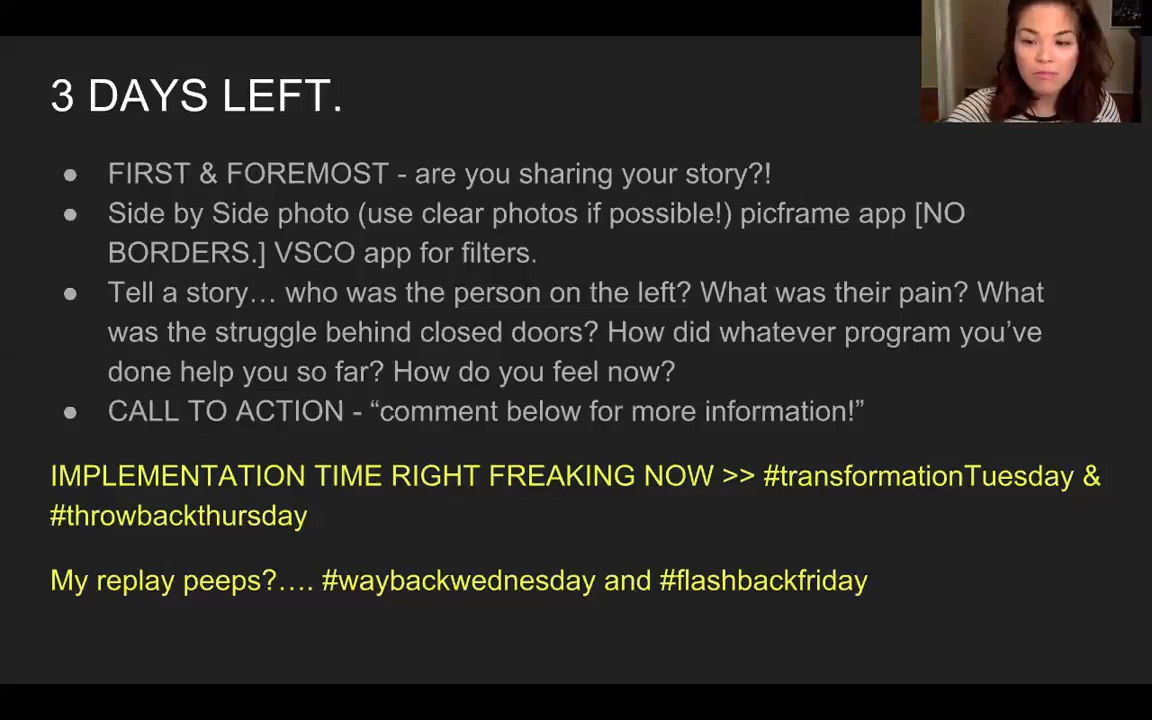 3 DAYS LEFT.
● FIRST & FOREMOST - are you sharing your story?!
● Side by Side photo (use clear photos if possible!) picframe app [NO
BORDERS.] VSCO app for filters.
● Tell a story… who was the person on the left? What was their pain? What
was the struggle behind closed doors? How did whatever program you’ve
done help you so far? How do you feel now?
● CALL TO ACTION - “comment below for more information!”
IMPLEMENTATION TIME RIGHT FREAKING NOW >> #transformationTuesday &
#throwbackthursday
My replay peeps?…. #waybackwednesday and #flashbackfriday